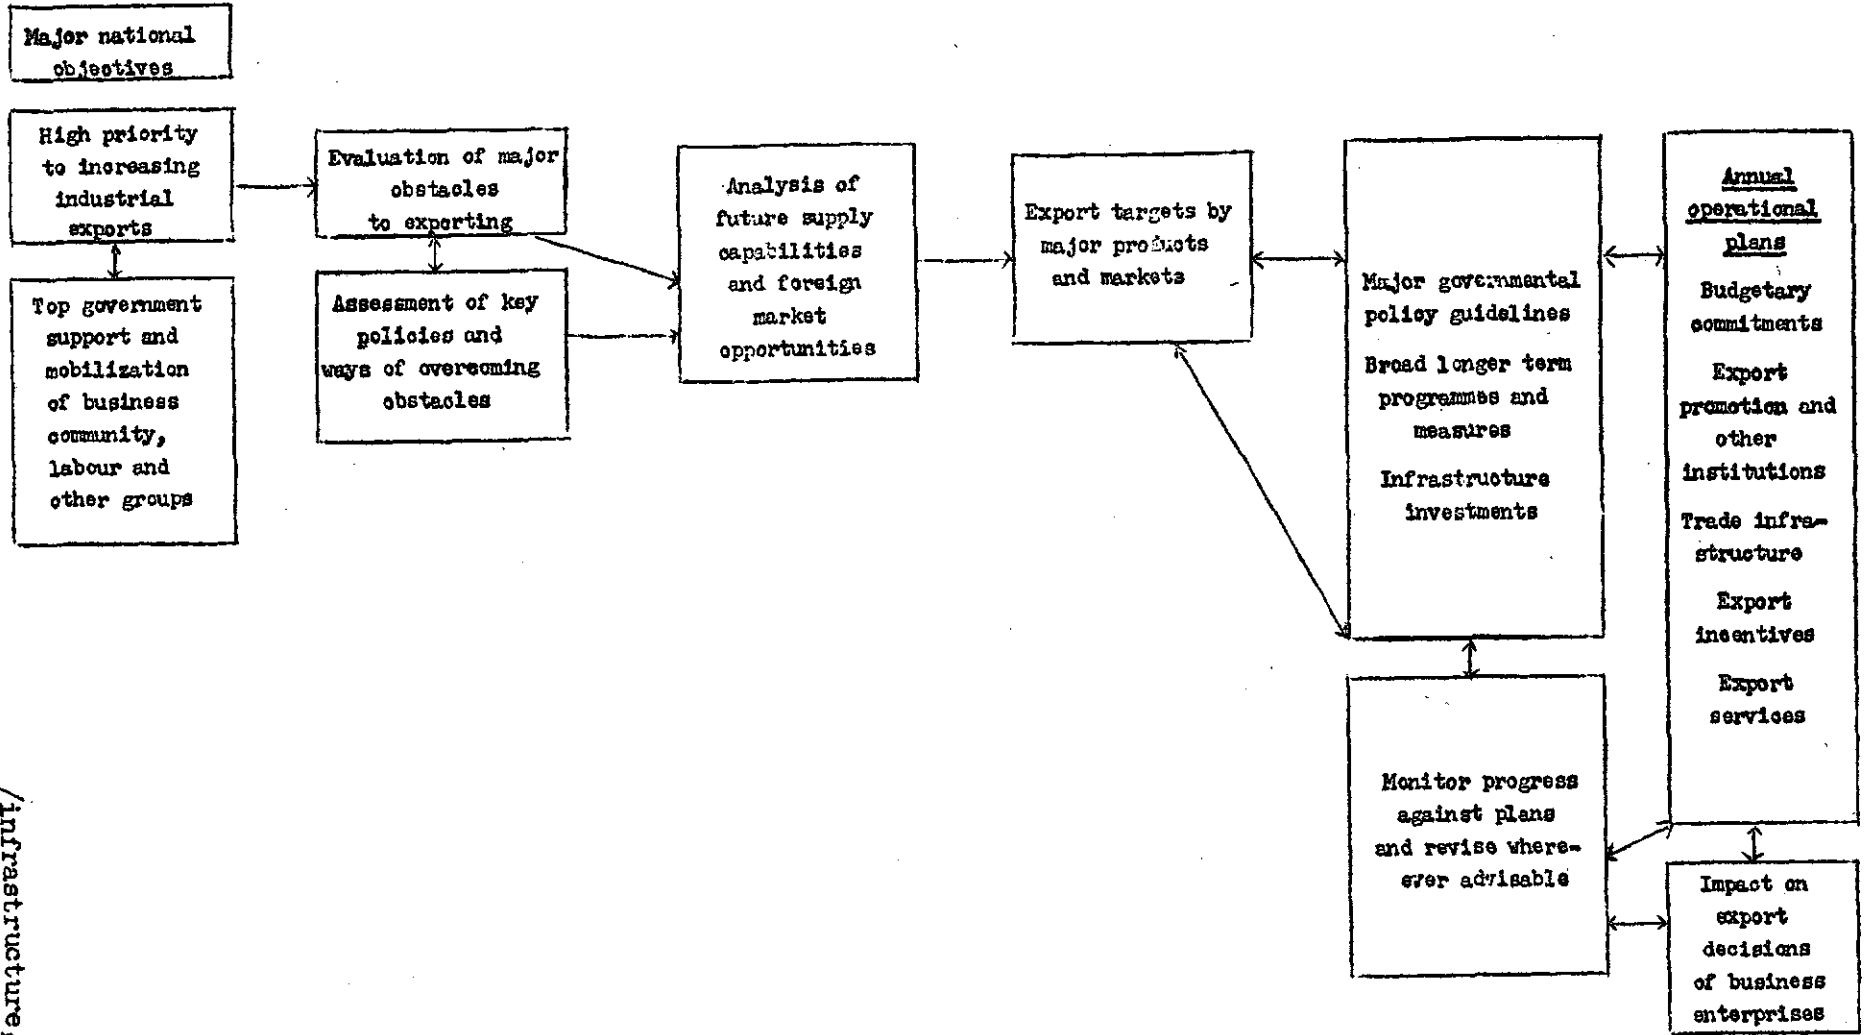 Major national
objectives
High priority
to increasing
industrial
exports
Top government
support and
mobilization
of business
community,
labour and
other groups
Evaluation of major
obstacles
to exporting
Assessment of key
policies and
ways of overcoming
obstacles
Analysis of
future supply
capabilities
and foreign
market
opportunities
Export targets by
major products
and markets
Major governmental
policy guidelines
Broad longer term
programmes and
measures
Infrastructure
investments
Monitor progress
against plans
and revise where-
ever advisable
Annual
operational
plans
Budgetary
commitments
Export
promotion and
other
institutions
Trade infra-
structure
Export
incentives
Export
services
Impact on
export
decisions
of business
enterprises
/infrastructure,